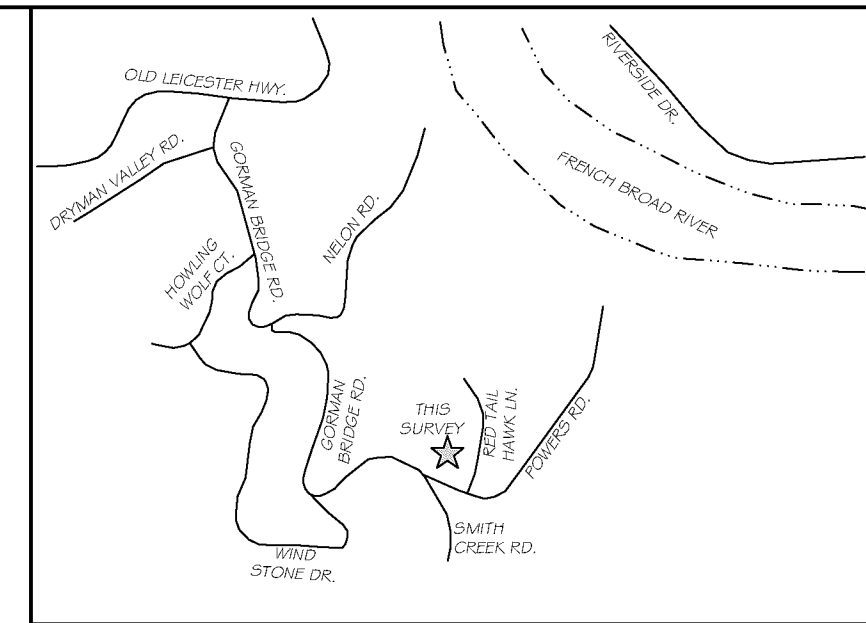 OLD LEICESTER HWY.
RIVERSIDE DR.
DRYMAN VALLEY RD.
GORMAN BRIDGE RD.
FRENCH BROAD RIVER
NELON RD.
HOWLING
WOLF CT.
GORMAN
BRIDGE RD.
THIS
SURVEY
RED TAIL
HAWK LN.
POWERS RD.
SMITH
CREEK RD.
WIND
STONE DR.